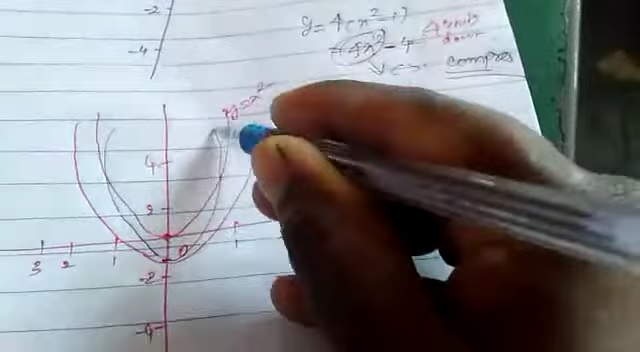 -2
-4
y = 4(x²-1)
= 4x² - 4
4 units
down
compres
y=x²
4
2
3 2 1 0 1
-2
-4